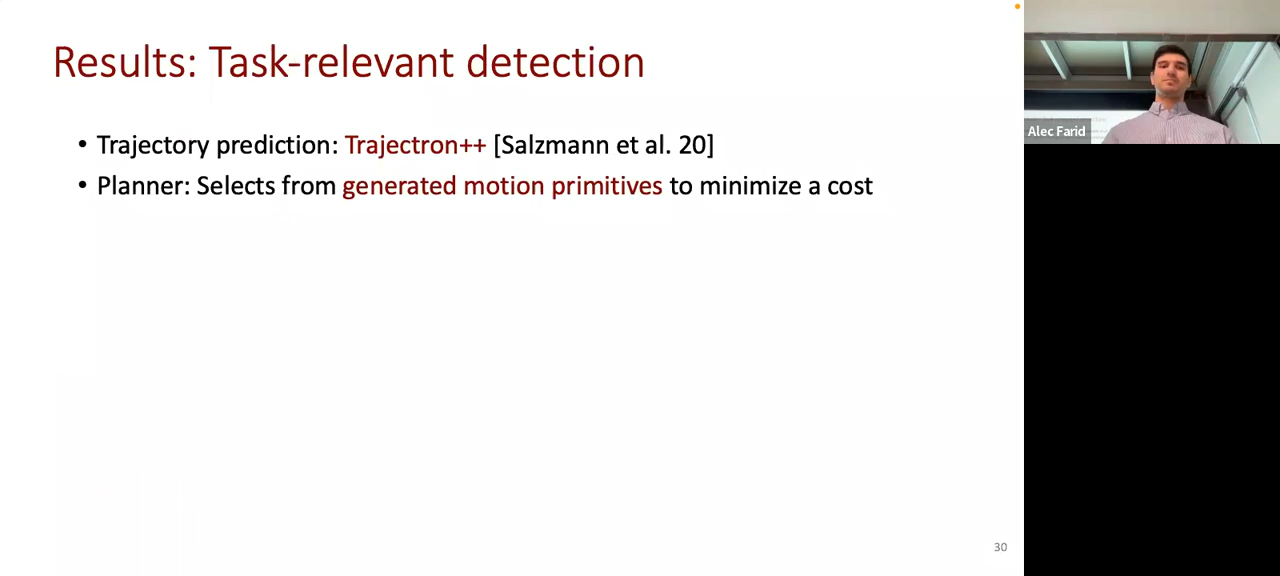 Results: Task-relevant detection
• Trajectory prediction: Trajectron++ [Salzmann et al. 20]
• Planner: Selects from generated motion primitives to minimize a cost
Alec Farid
30